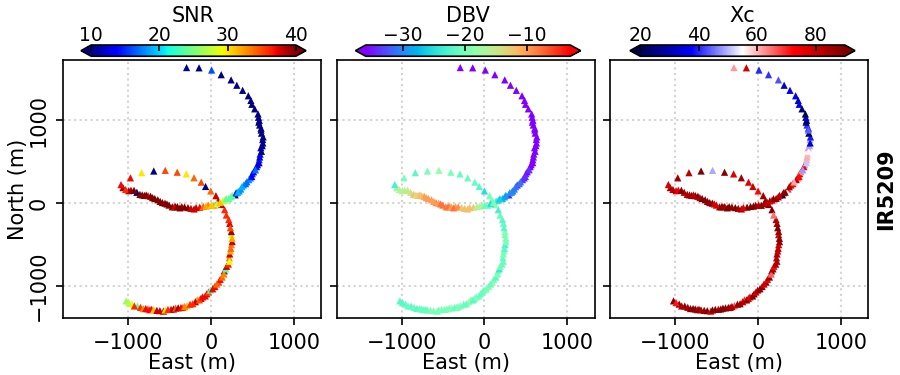 SNR DBV Xc
10 20 30 40 −30 −20 −10 20 40 60 80
1000
0
−1000
North (m)
IR5209
−1000 0 1000 −1000 0 1000 −1000 0 1000
East (m) East (m) East (m)